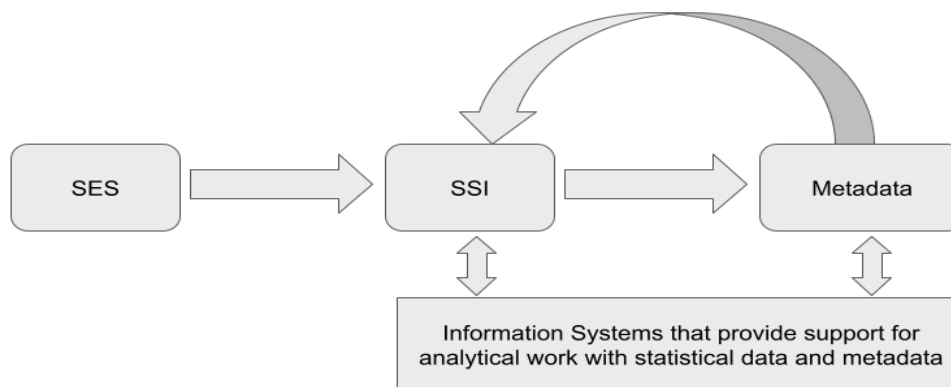 SES
SSI
Metadata
Information Systems that provide support for
analytical work with statistical data and metadata